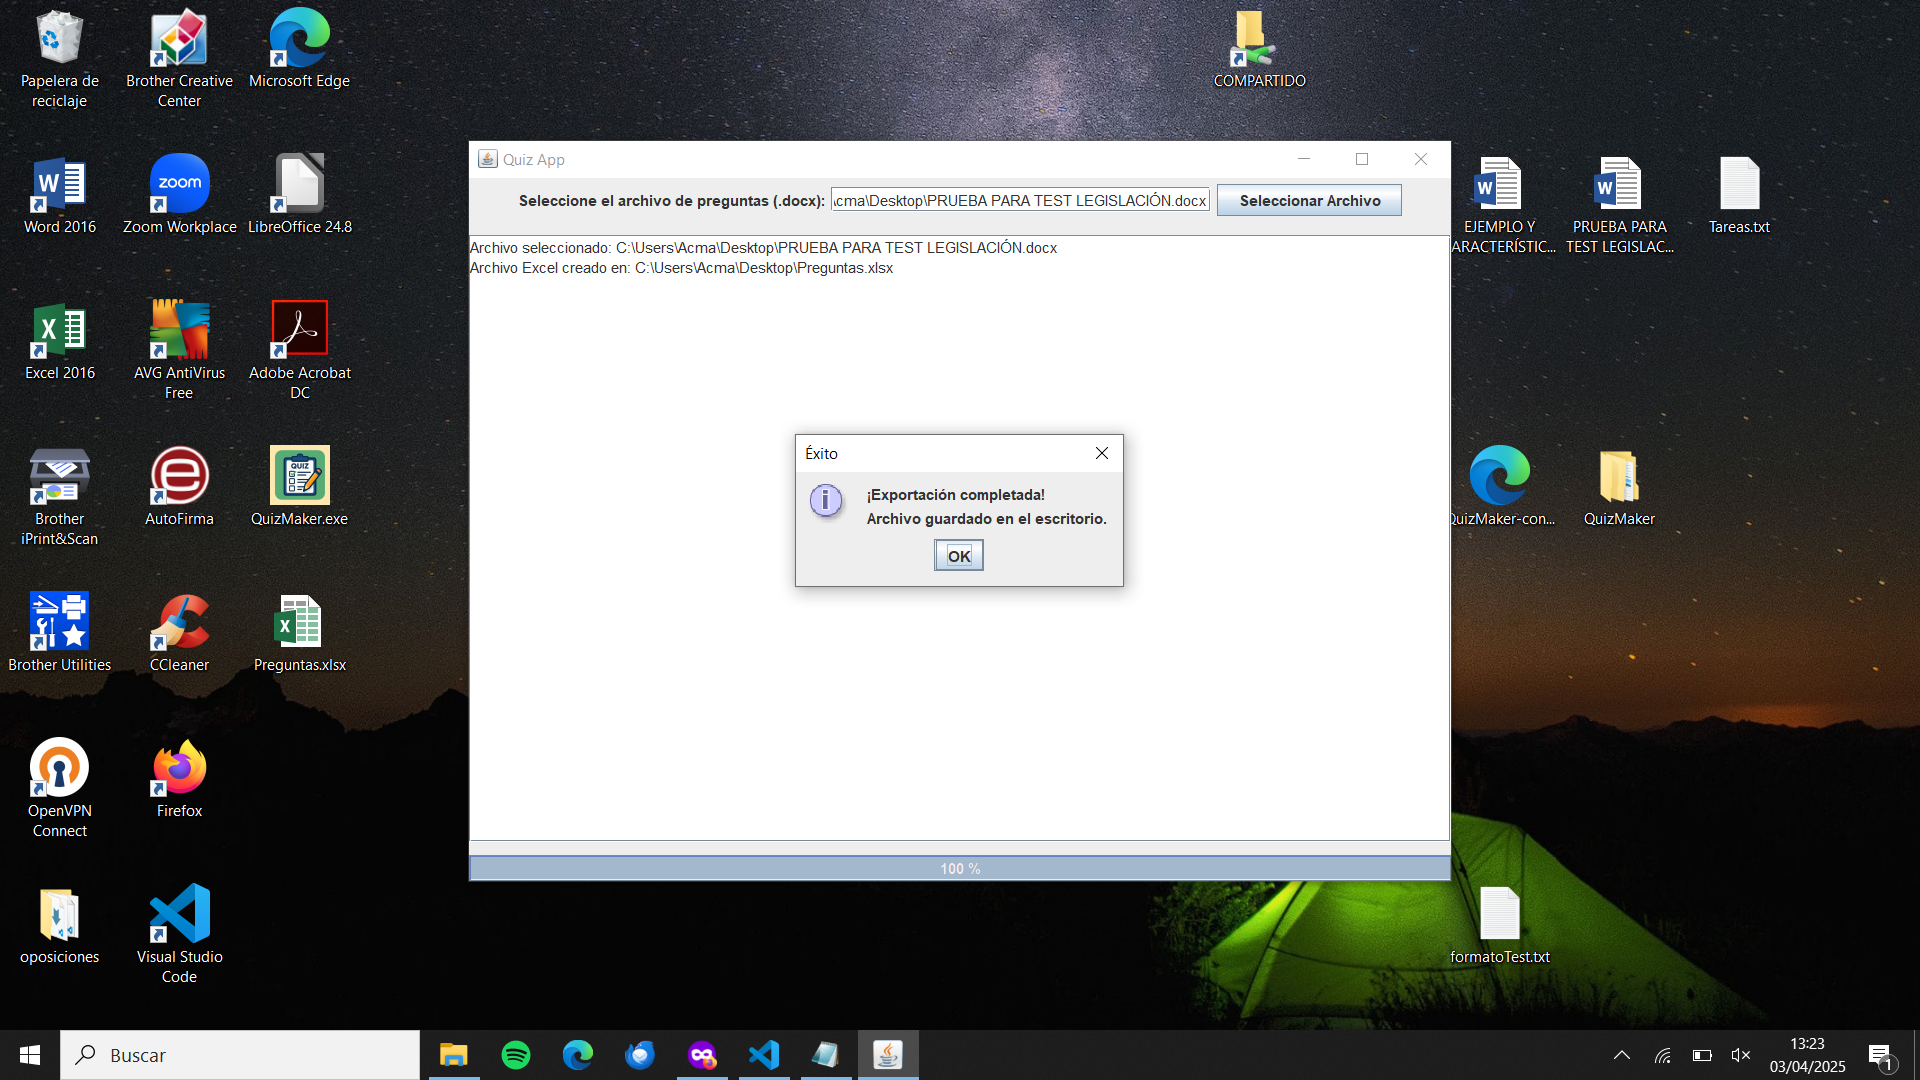 Papelera de
reciclaje
Brother Creative
Center
Microsoft Edge
COMPARTIDO
Word 2016
Zoom Workplace
zoom
LibreOffice 24.8
Quiz App
Seleccione el archivo de preguntas (.docx):
\cma\Desktop\PRUEBA PARA TEST LEGISLACIÓN.docx
Seleccionar Archivo
Archivo seleccionado: C:\Users\Acma\Desktop\PRUEBA PARA TEST LEGISLACIÓN.docx
Archivo Excel creado en: C:\Users\Acma\Desktop\Preguntas.xlsx
EJEMPLO Y
ARACTERÍSTIC...
PRUEBA PARA
TEST LEGISLAC...
Tareas.txt
Excel 2016
AVG AntiVirus
Free
Adobe Acrobat
DC
Éxito
¡Exportación completada!
Archivo guardado en el escritorio.
OK
Brother
iPrint&Scan
AutoFirma
QUIZ
QuizMaker.exe
QuizMaker-con...
QuizMaker
Brother Utilities
CCleaner
Preguntas.xlsx
OpenVPN
Connect
Firefox
100 %
oposiciones
Visual Studio
Code
formatoTest.txt
Buscar
13:23
03/04/2025
1